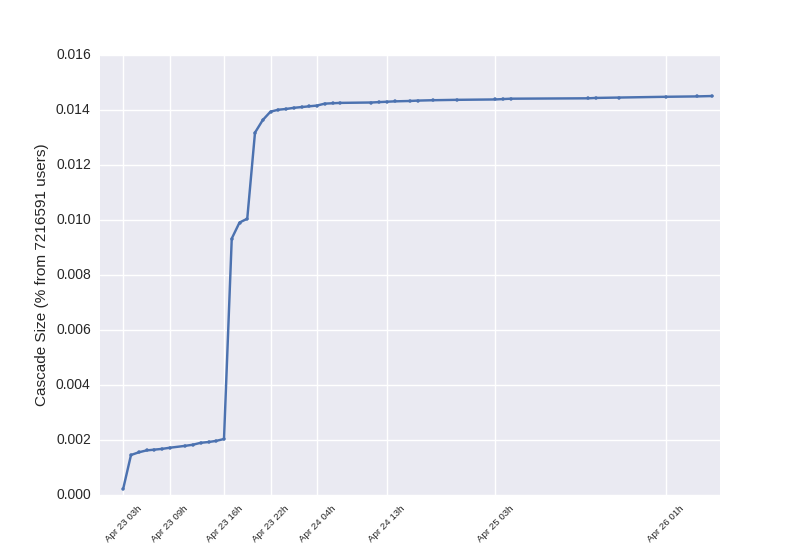 0.016
0.014
0.012
0.010
0.008
0.006
0.004
0.002
0.000
Cascade Size (% from 7216591 users)
Apr 23 03h
Apr 23 09h
Apr 23 16h
Apr 23 22h
Apr 24 04h
Apr 24 13h
Apr 25 03h
Apr 26 01h